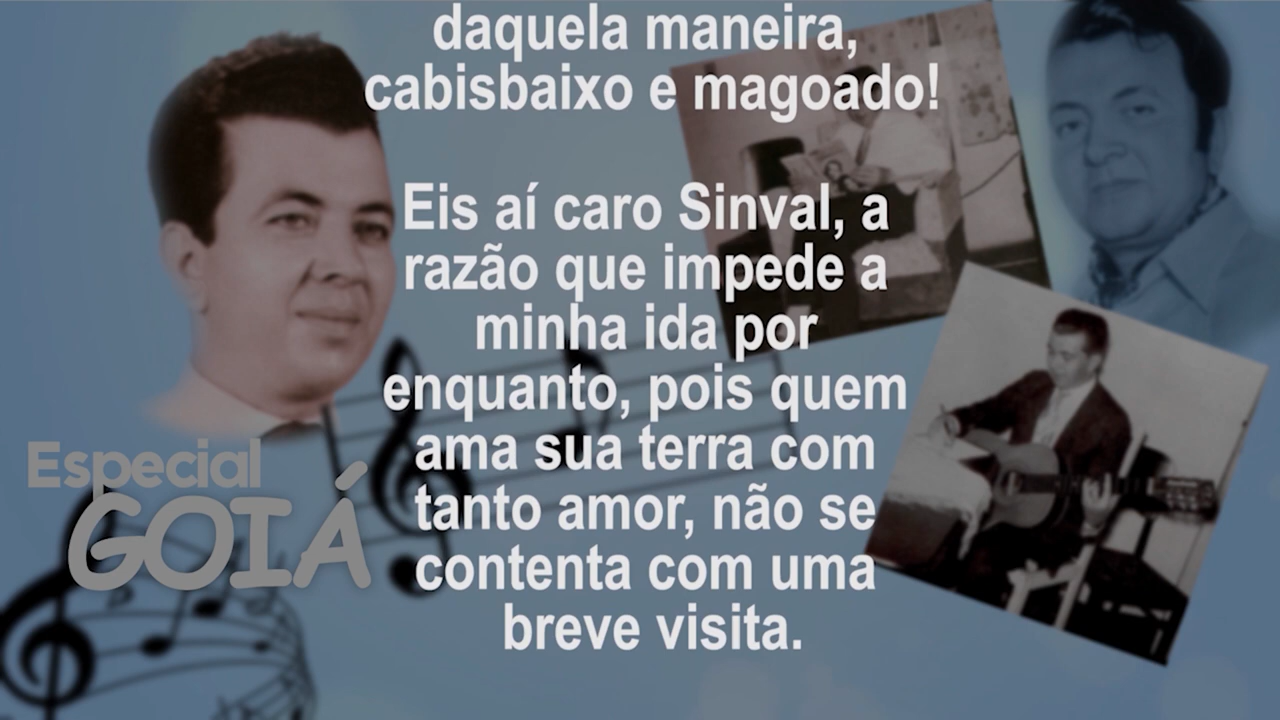 daquela maneira,
cabisbaixo e magoado!
Eis aí caro Sinval, a
razão que impede a
minha ida por
enquanto, pois quem
ama sua terra com
tanto amor, não se
contenta com uma
breve visita.
Especial
GOIÁ